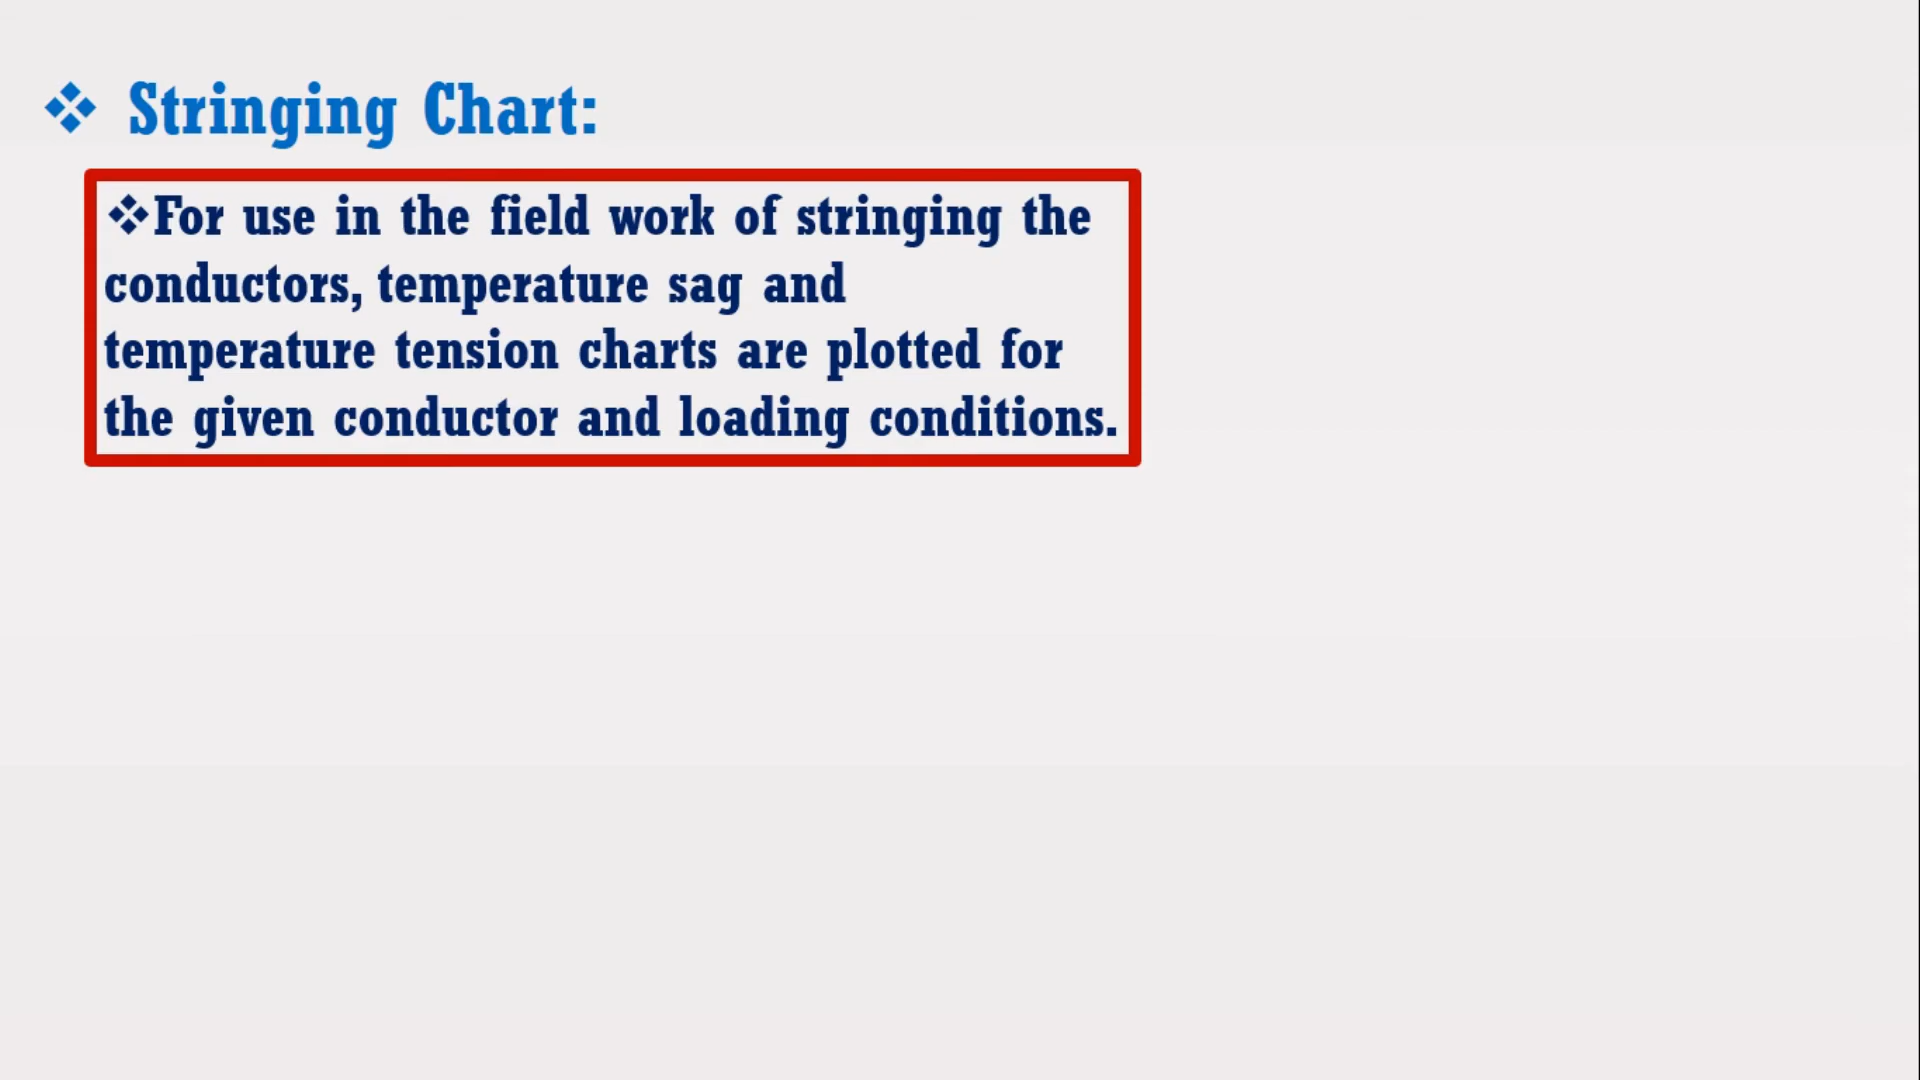 ❖ Stringing Chart:
❖For use in the field work of stringing the
conductors, temperature sag and
temperature tension charts are plotted for
the given conductor and loading conditions.